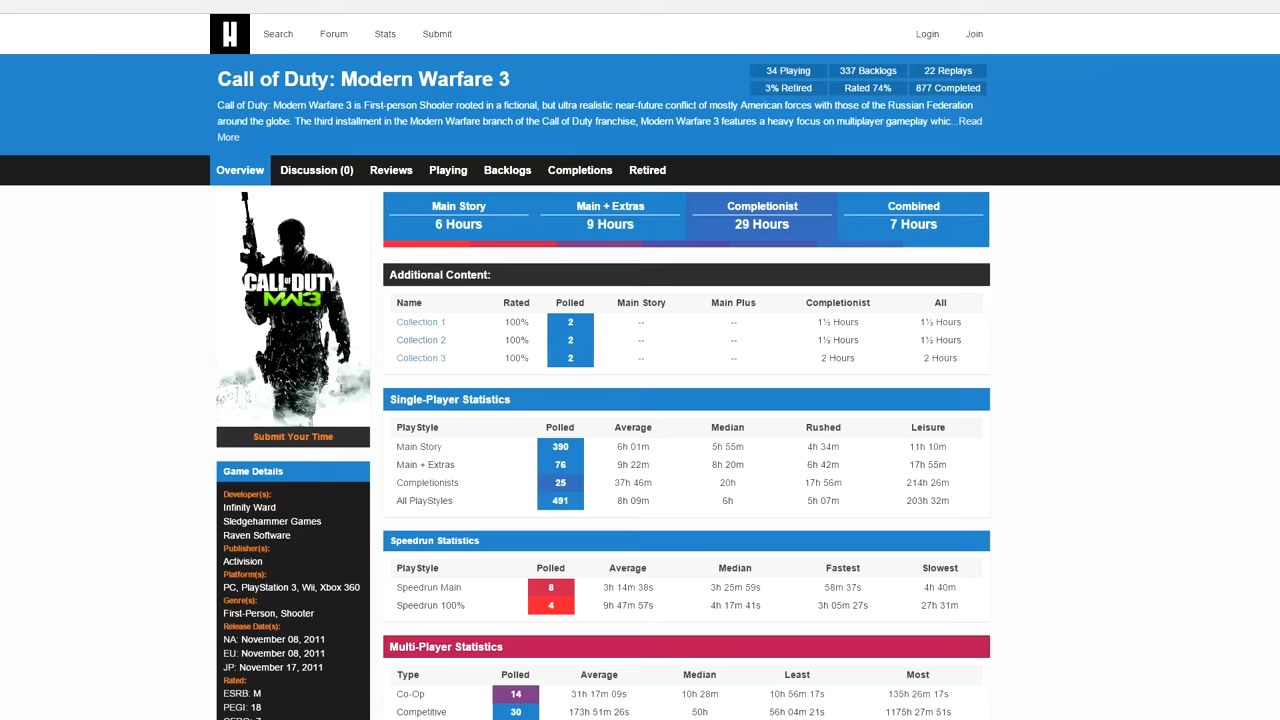 H Search Forum Stats Submit Login Join
Call of Duty: Modern Warfare 3
34 Playing 337 Backlogs 22 Replays
3% Retired Rated 74% 877 Completed
Call of Duty: Modern Warfare 3 is First-person Shooter rooted in a fictional, but ultra realistic near-future conflict of mostly American forces with those of the Russian Federation
around the globe. The third installment in the Modern Warfare branch of the Call of Duty franchise, Modern Warfare 3 features a heavy focus on multiplayer gameplay whic...Read
More
Overview Discussion (0) Reviews Playing Backlogs Completions Retired
CALL OF DUTY
MW3
Submit Your Time
Game Details
Developer(s):
Infinity Ward
Sledgehammer Games
Raven Software
Publisher(s):
Activision
Platform(s):
PC, PlayStation 3, Wii, Xbox 360
Genre(s):
First-Person, Shooter
Release Date(s):
NA: November 08, 2011
EU: November 08, 2011
JP: November 17, 2011
Rated:
ESRB: M
PEGI: 18
Main Story Main + Extras Completionist Combined
6 Hours 9 Hours 29 Hours 7 Hours
Additional Content:
Name Rated Polled Main Story Main Plus Completionist All
Collection 1 100% 2 -- -- 1½ Hours 1½ Hours
Collection 2 100% 2 -- -- 1½ Hours 1½ Hours
Collection 3 100% 2 -- -- 2 Hours 2 Hours
Single-Player Statistics
PlayStyle Polled Average Median Rushed Leisure
Main Story 390 6h 01m 5h 55m 4h 34m 11h 10m
Main + Extras 76 9h 22m 8h 20m 6h 42m 17h 55m
Completionists 25 37h 46m 20h 17h 56m 214h 26m
All PlayStyles 491 8h 09m 6h 5h 07m 203h 32m
Speedrun Statistics
PlayStyle Polled Average Median Fastest Slowest
Speedrun Main 8 3h 14m 38s 3h 25m 59s 58m 37s 4h 40m
Speedrun 100% 4 9h 47m 57s 4h 17m 41s 3h 05m 27s 27h 31m
Multi-Player Statistics
Type Polled Average Median Least Most
Co-Op 14 31h 17m 09s 10h 28m 10h 56m 17s 135h 26m 17s
Competitive 30 173h 51m 26s 50h 56h 04m 21s 1175h 27m 51s